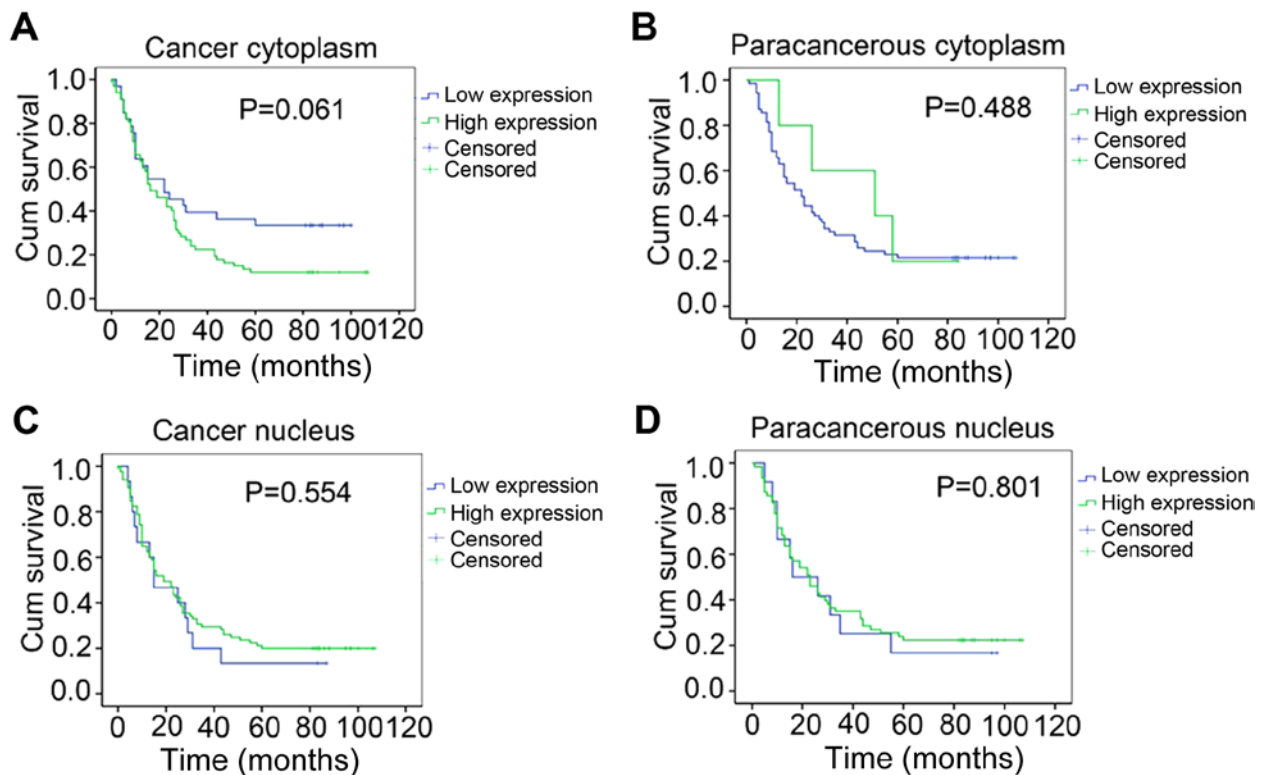 A
Cancer cytoplasm
P=0.061
Cum survival
1.0
0.8
0.6
0.4
0.2
0.0
0 20 40 60 80 100 120
Time (months)
Low expression
High expression
Censored
Censored
B
Paracancerous cytoplasm
P=0.488
Cum survival
1.0
0.8
0.6
0.4
0.2
0.0
0 20 40 60 80 100 120
Time (months)
Low expression
High expression
Censored
Censored
C
Cancer nucleus
P=0.554
Cum survival
1.0
0.8
0.6
0.4
0.2
0.0
0 20 40 60 80 100 120
Time (months)
Low expression
High expression
Censored
Censored
D
Paracancerous nucleus
P=0.801
Cum survival
1.0
0.8
0.6
0.4
0.2
0.0
0 20 40 60 80 100 120
Time (months)
Low expression
High expression
Censored
Censored